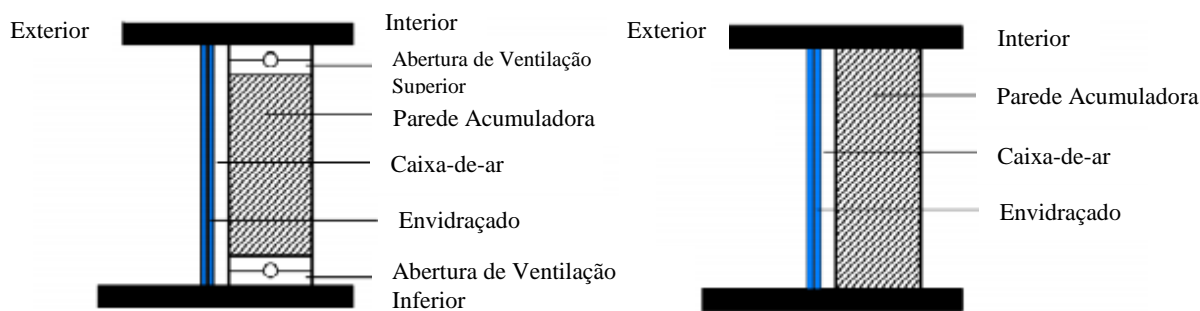 Exterior
Interior
Abertura de Ventilação
Superior
Parede Acumuladora
Caixa-de-ar
Envidraçado
Abertura de Ventilação
Inferior
Exterior
Interior
Parede Acumuladora
Caixa-de-ar
Envidraçado